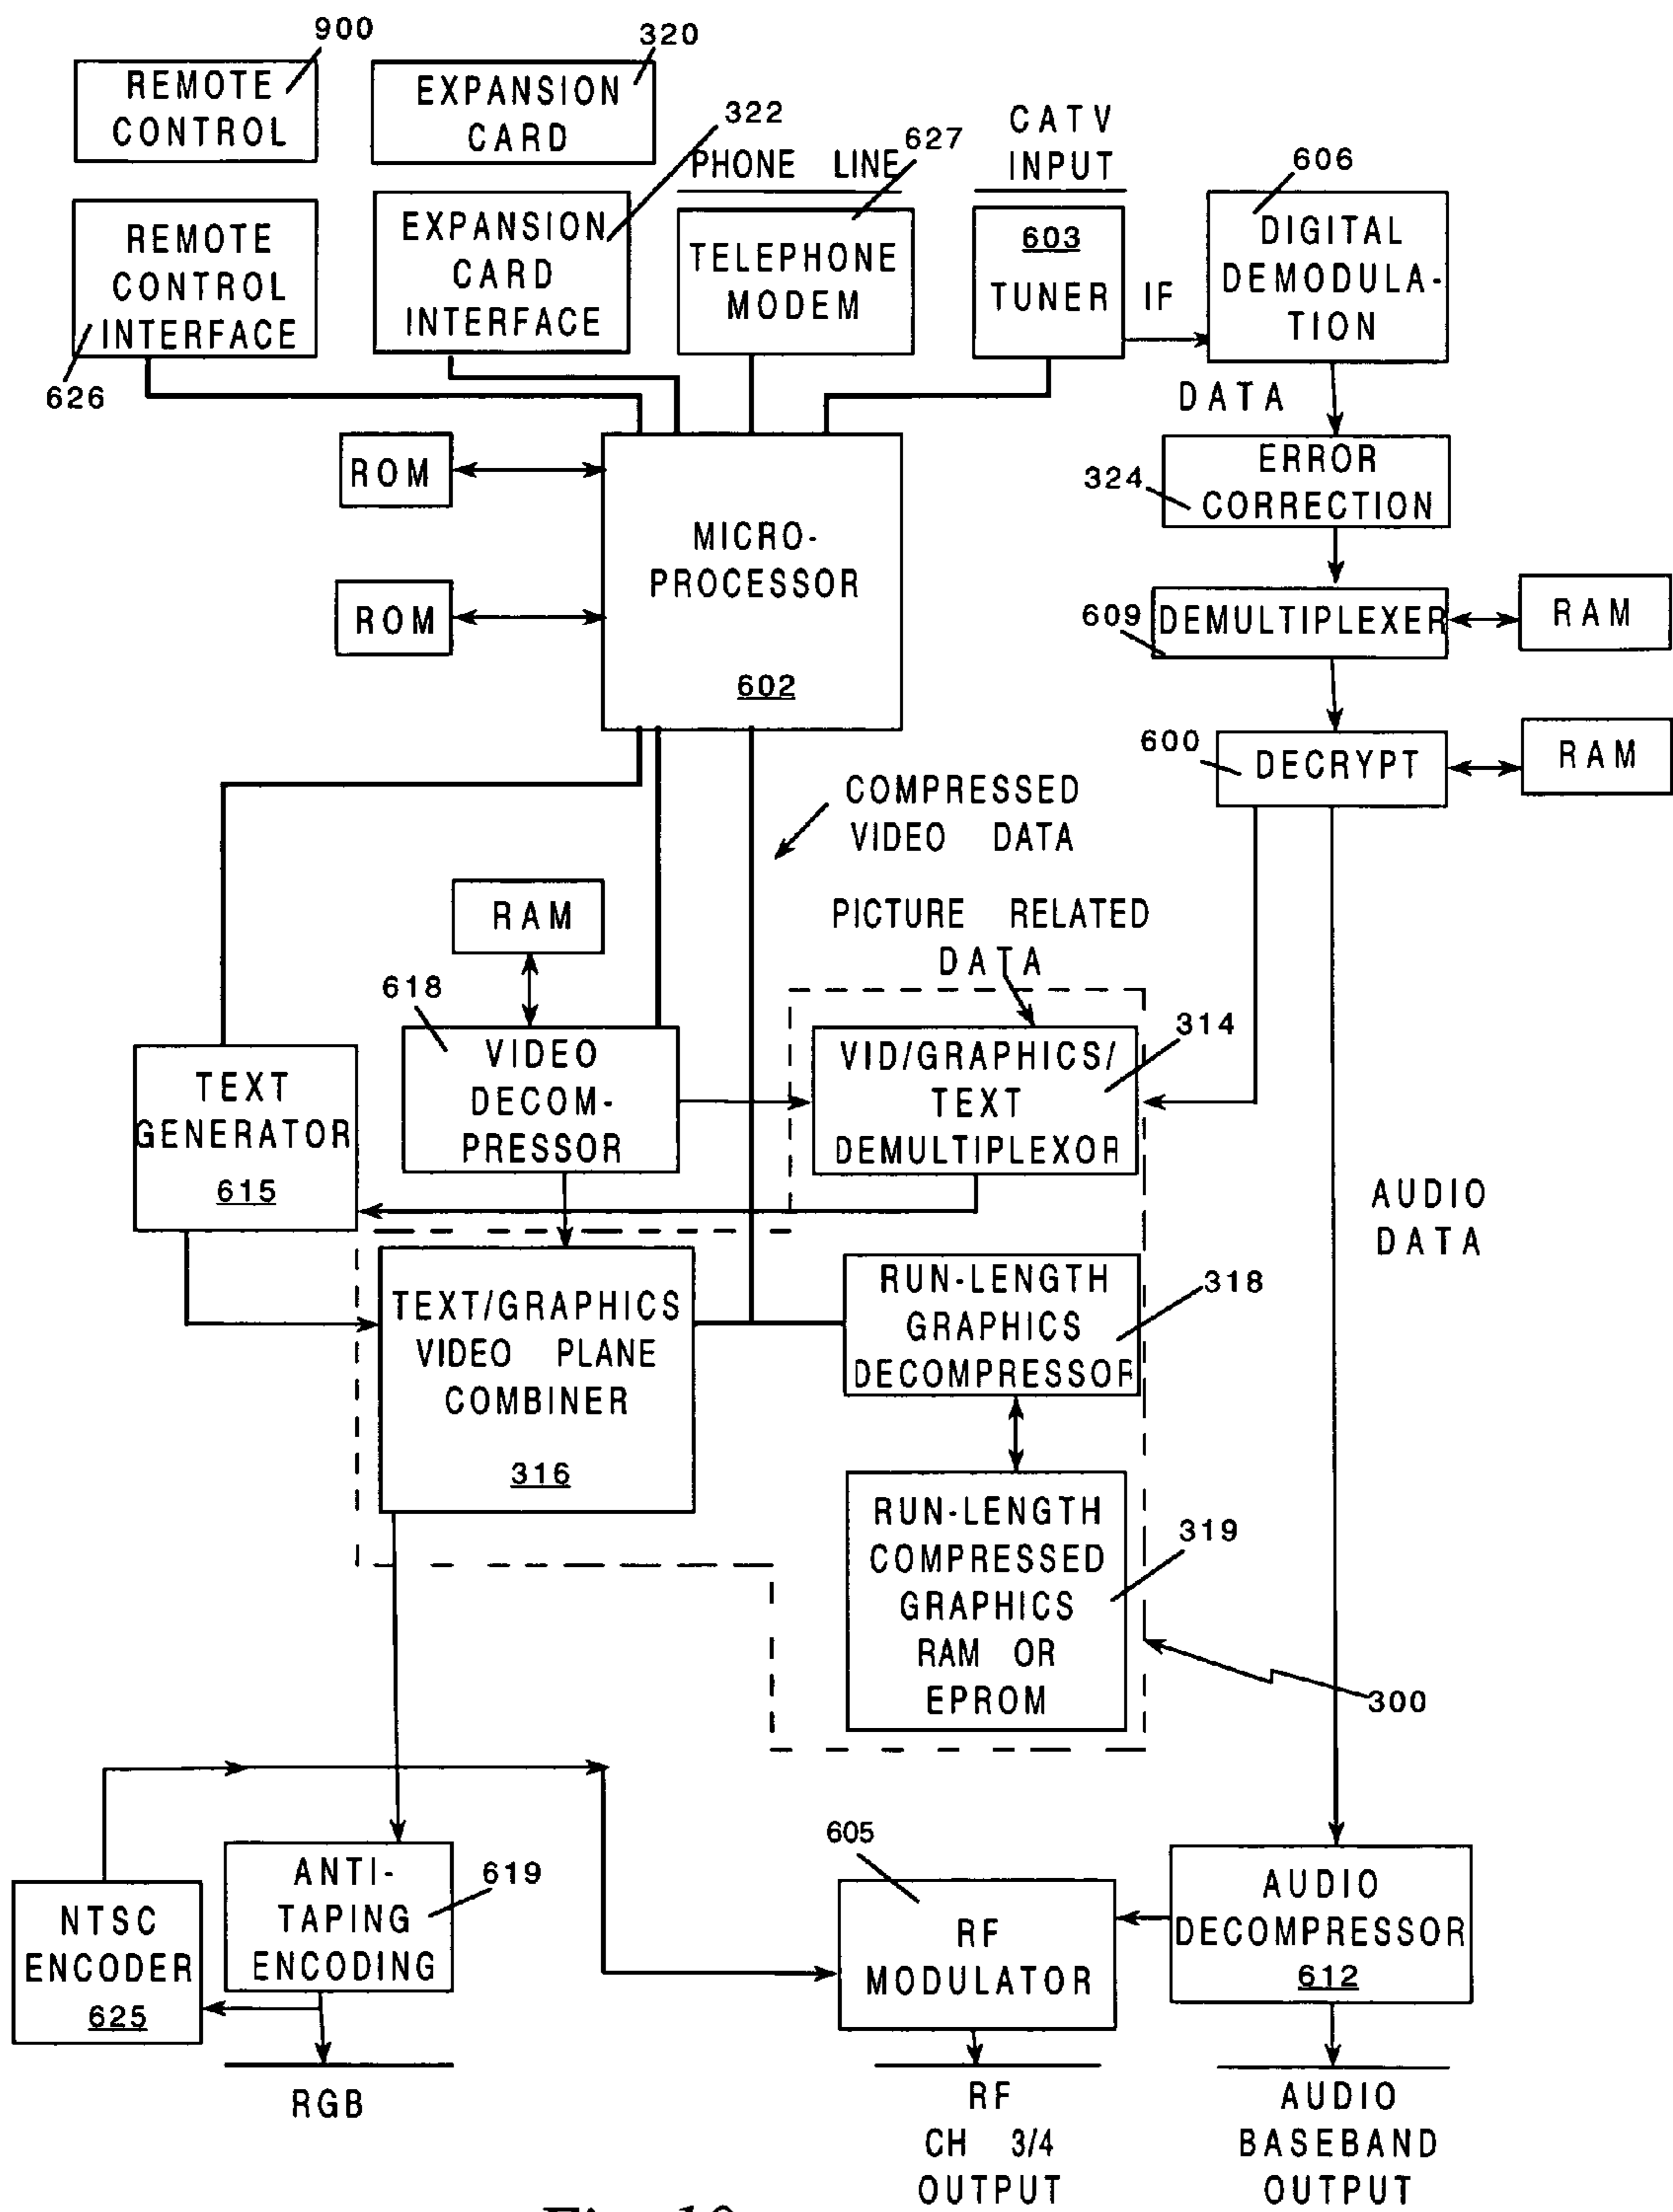 900
REMOTE
CONTROL
320
EXPANSION
CARD
322
PHONE LINE
627
CATV
INPUT
606
REMOTE
CONTROL
INTERFACE
626
EXPANSION
CARD
INTERFACE
TELEPHONE
MODEM
603
TUNER
IF
DIGITAL
DEMODULA-
TION
DATA
ROM
ROM
MICRO-
PROCESSOR
602
324
ERROR
CORRECTION
609
DEMULTIPLEXER
RAM
600
DECRYPT
RAM
COMPRESSED
VIDEO DATA
RAM
PICTURE RELATED
DATA
618
VIDEO
DECOM-
PRESSOR
314
VID/GRAPHICS/
TEXT
DEMULTIPLEXOR
TEXT
GENERATOR
615
AUDIO
DATA
TEXT/GRAPHICS
VIDEO PLANE
COMBINER
316
RUN-LENGTH
GRAPHICS
DECOMPRESSOR
318
RUN-LENGTH
COMPRESSED
GRAPHICS
RAM OR
EPROM
319
300
NTSC
ENCODER
625
ANTI-
TAPING
ENCODING
619
605
RF
MODULATOR
AUDIO
DECOMPRESSOR
612
RGB
RF
CH 3/4
OUTPUT
AUDIO
BASEBAND
OUTPUT